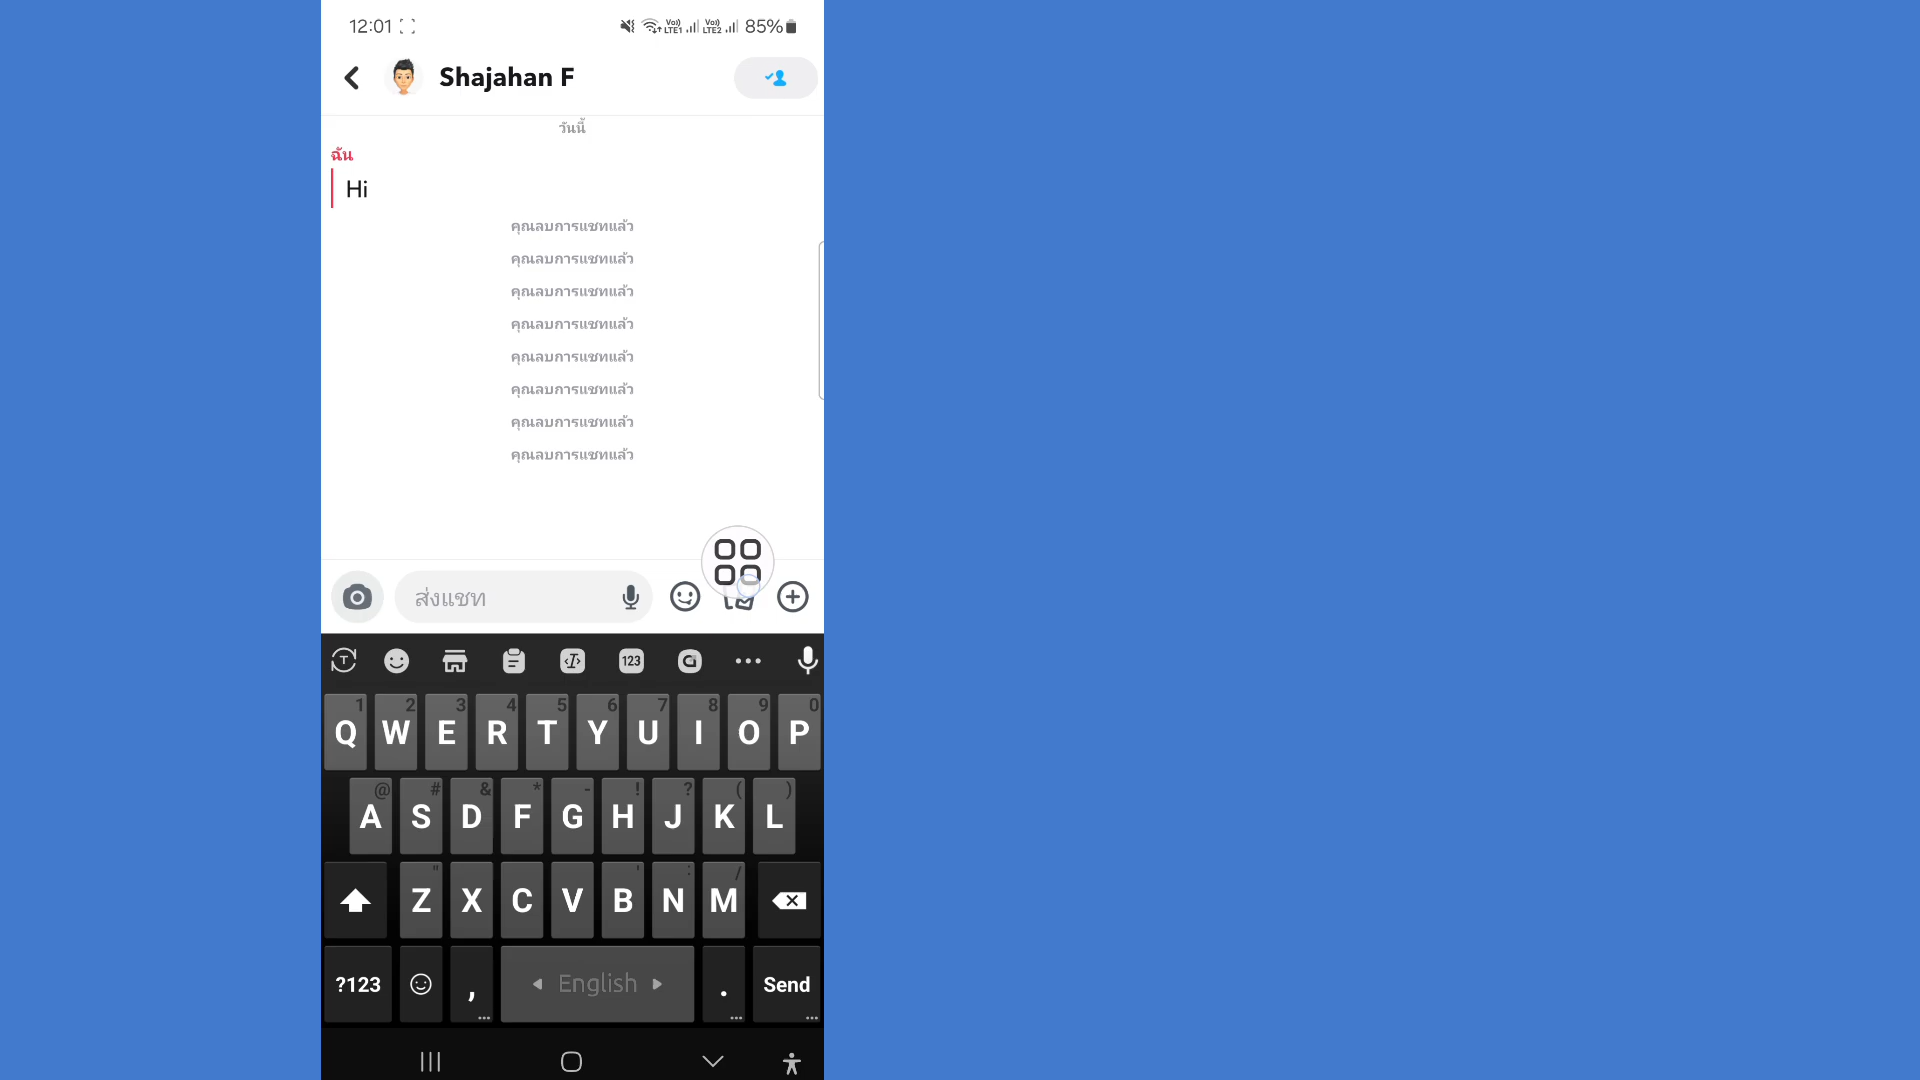 12:01 85%
Vo)) LTE1 Vo)) LTE2
Shajahan F
วันนี้
ฉัน
Hi
คุณลบการแชทแล้ว
คุณลบการแชทแล้ว
คุณลบการแชทแล้ว
คุณลบการแชทแล้ว
คุณลบการแชทแล้ว
คุณลบการแชทแล้ว
คุณลบการแชทแล้ว
คุณลบการแชทแล้ว
ส่งแชท
T 123
1 2 3 4 5 6 7 8 9 0
Q W E R T Y U I O P
@ # & * - ! ? ( )
A S D F G H J K L
" ' : /
Z X C V B N M
?123 , English . Send